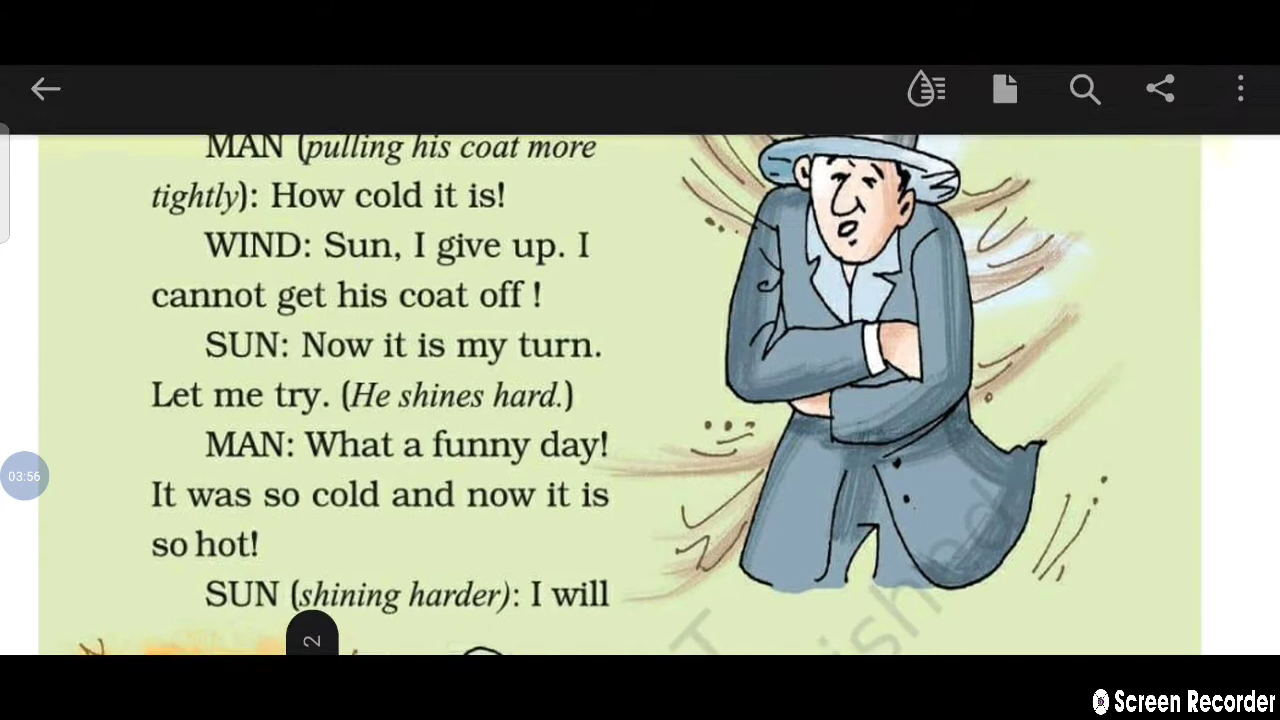 MAN (pulling his coat more
tightly): How cold it is!
WIND: Sun, I give up. I
cannot get his coat off !
SUN: Now it is my turn.
Let me try. (He shines hard.)
MAN: What a funny day!
It was so cold and now it is
so hot!
SUN (shining harder): I will
03:56
2
Screen Recorder